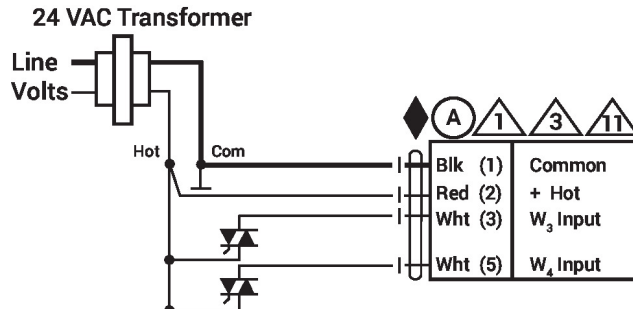 24 VAC Transformer
Line
Volts
Hot
Com
A 1 3 11
Blk (1) Common
Red (2) + Hot
Wht (3) W3 Input
Wht (5) W4 Input